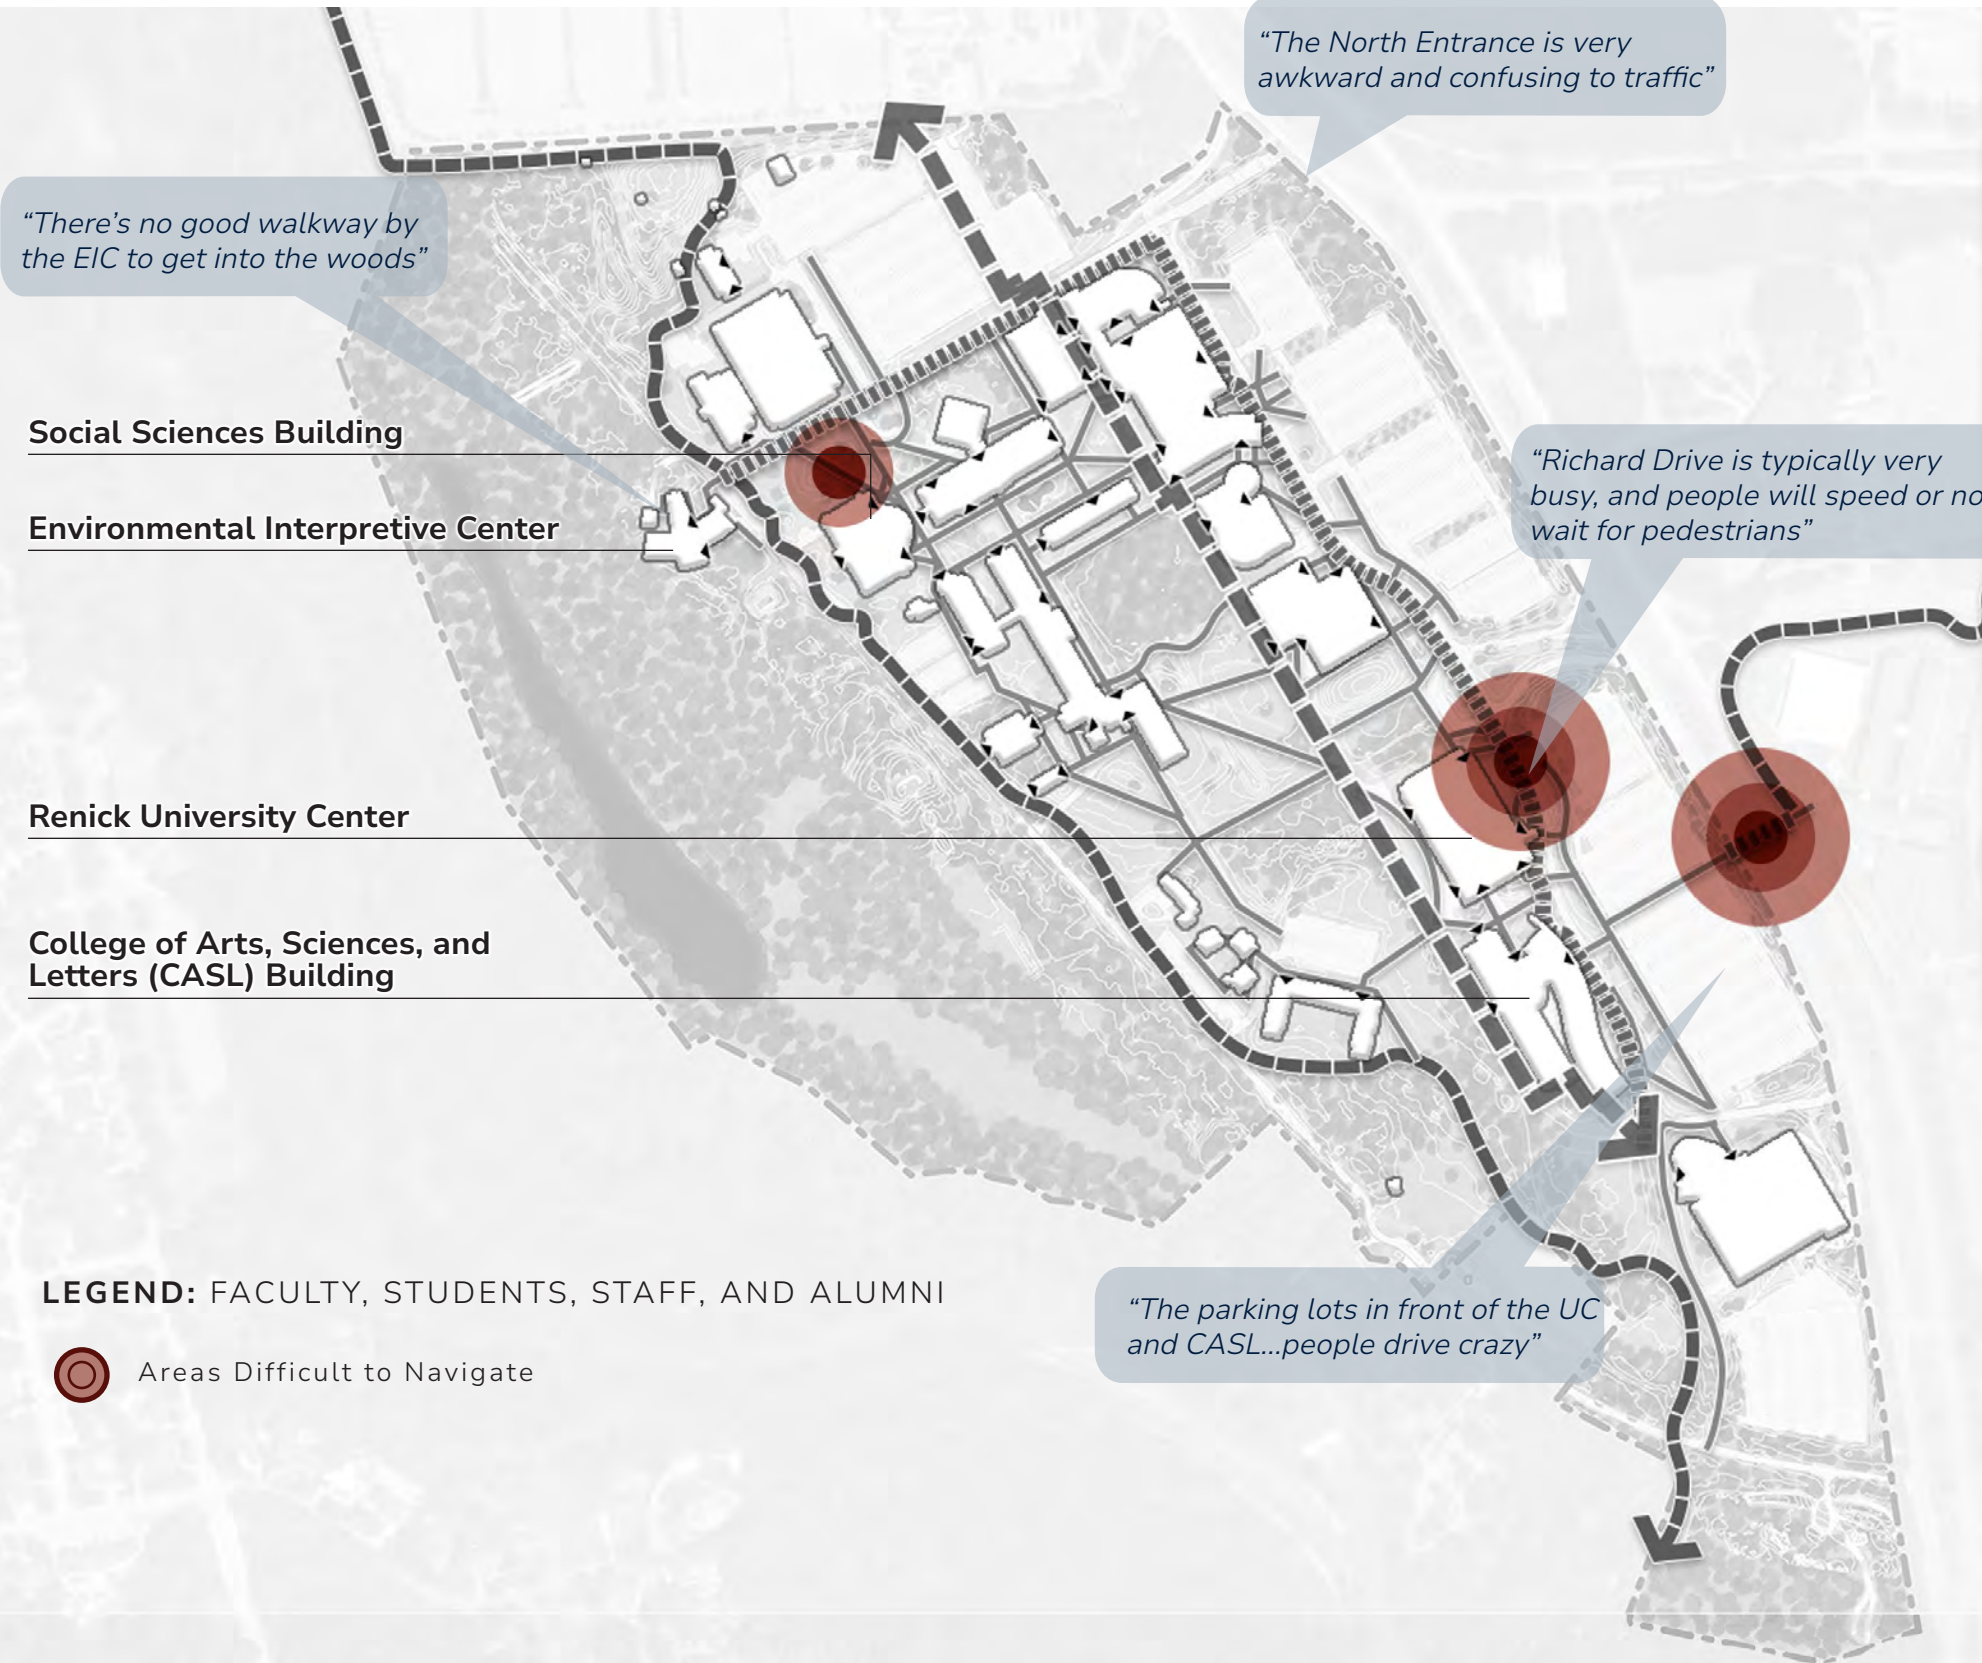 “The North Entrance is very
awkward and confusing to traffic”
“There’s no good walkway by
the EIC to get into the woods”
Social Sciences Building
“Richard Drive is typically very
busy, and people will speed or no
wait for pedestrians”
Environmental Interpretive Center
Renick University Center
College of Arts, Sciences, and
Letters (CASL) Building
LEGEND: FACULTY, STUDENTS, STAFF, AND ALUMNI
“The parking lots in front of the UC
and CASL...people drive crazy”
Areas Difficult to Navigate